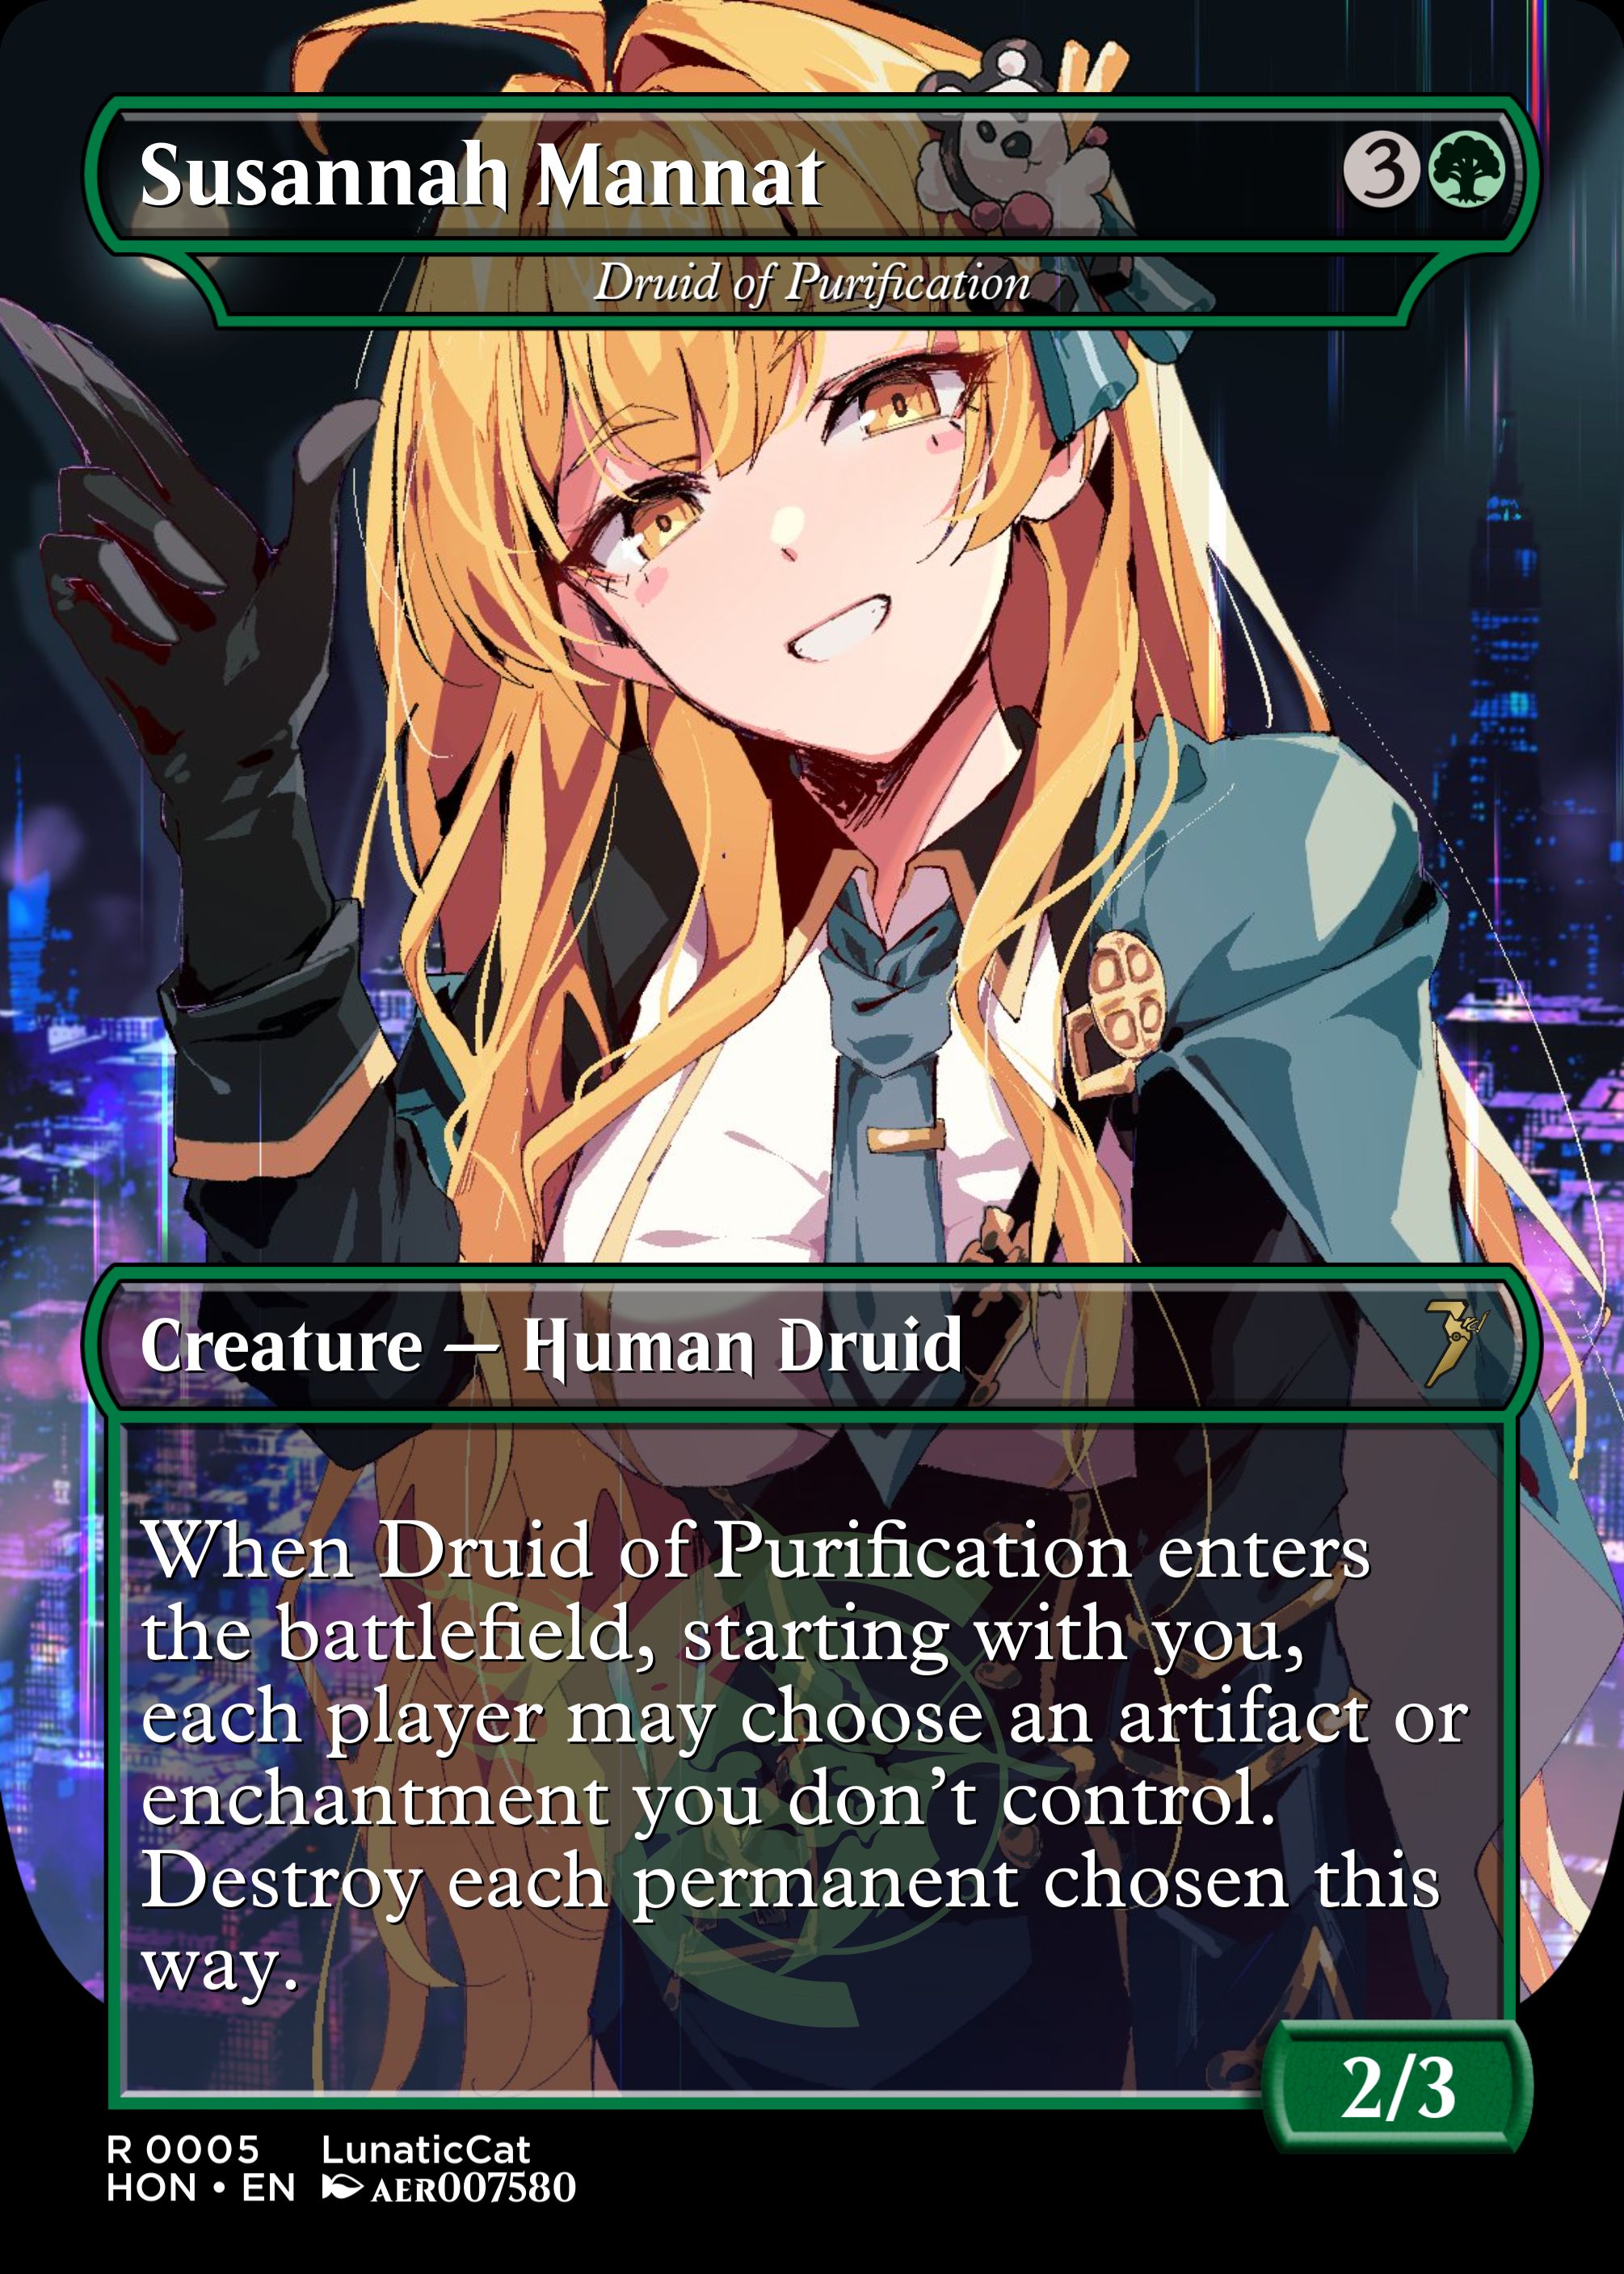 Susannah Mannat 3
Druid of Purification
Creature — Human Druid
When Druid of Purification enters
the battlefield, starting with you,
each player may choose an artifact or
enchantment you don’t control.
Destroy each permanent chosen this
way.
2/3
R 0005 LunaticCat
HON • EN AER007580